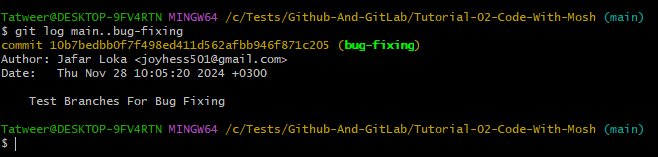 Tatweer@DESKTOP-9FV4RTN MINGW64 /c/Tests/Github-And-GitLab/Tutorial-02-Code-With-Mosh (main)
$ git log main..bug-fixing
commit 10b7bedbb0f7f498ed411d562afbb946f871c205 (bug-fixing)
Author: Jafar Loka <joyhess501@gmail.com>
Date:   Thu Nov 28 10:05:20 2024 +0300
    Test Branches For Bug Fixing
Tatweer@DESKTOP-9FV4RTN MINGW64 /c/Tests/Github-And-GitLab/Tutorial-02-Code-With-Mosh (main)
$